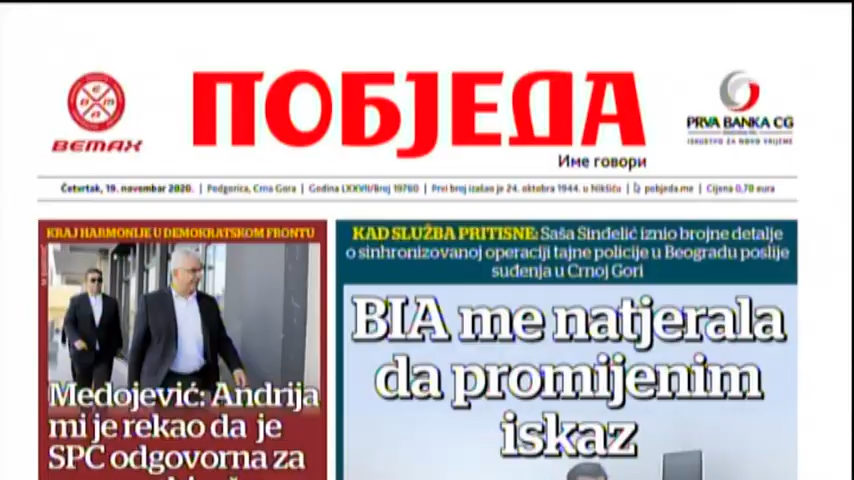 ПОБЈЕДА
BEMAX
PRVA BANKA CG
ISKUSTVO ZA NOVO VRIJEME
Име говори
Četvrtak, 19. novembar 2020. | Podgorica, Crna Gora | Godina LXXVII/Broj 19760 | Prvi broj izašao je 24. oktobra 1944. u Nikšiću | pobjeda.me | Cijena 0,70 eura
KRAJ HARMONIJE U DEMOKRATSKOM FRONTU
Medojević: Andrija
mi je rekao da je
SPC odgovorna za
KAD SLUŽBA PRITISNE: Saša Sinđelić iznio brojne detalje
o sinhronizovanoj operaciji tajne policije u Beogradu poslije
suđenja u Crnoj Gori
BIA me natjerala
da promijenim
iskaz